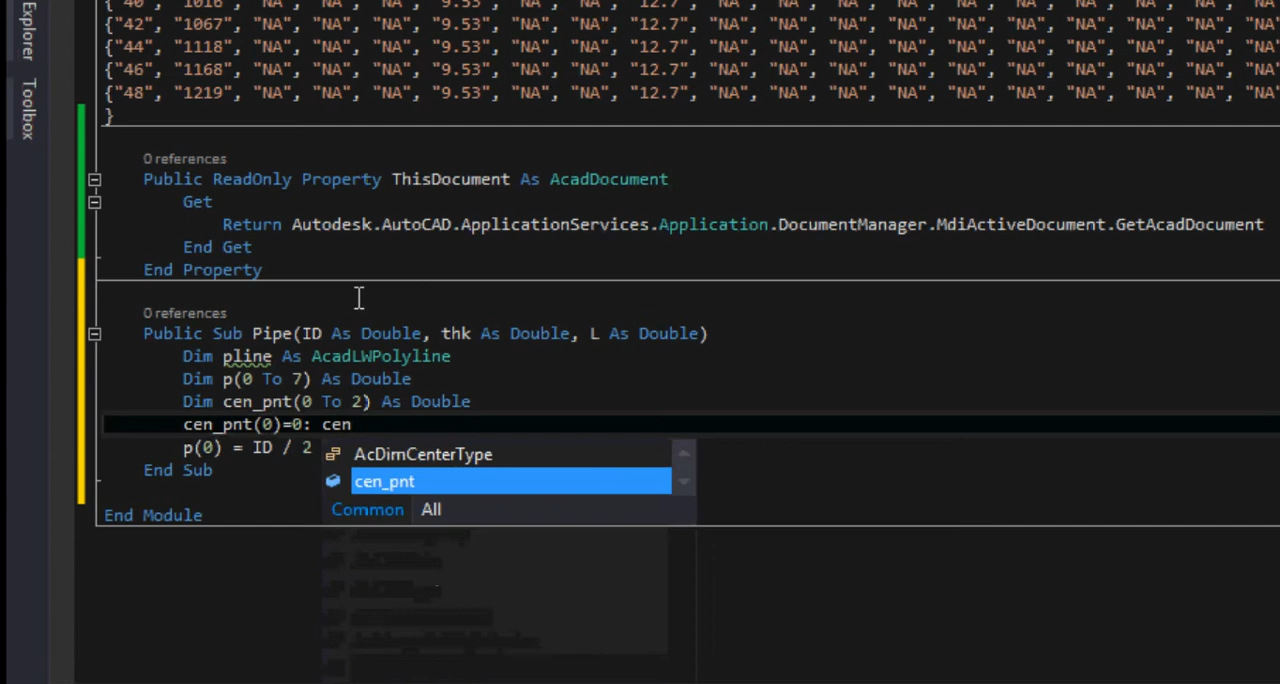 Explorer
Toolbox
{"40", "1016", "NA", "NA", "NA", "9.53", "NA", "NA", "12.7", "NA", "NA", "NA", "NA", "NA", "NA", "NA", "NA
{"42", "1067", "NA", "NA", "NA", "9.53", "NA", "NA", "12.7", "NA", "NA", "NA", "NA", "NA", "NA", "NA", "NA
{"44", "1118", "NA", "NA", "NA", "9.53", "NA", "NA", "12.7", "NA", "NA", "NA", "NA", "NA", "NA", "NA", "NA
{"46", "1168", "NA", "NA", "NA", "9.53", "NA", "NA", "12.7", "NA", "NA", "NA", "NA", "NA", "NA", "NA", "NA
{"48", "1219", "NA", "NA", "NA", "9.53", "NA", "NA", "12.7", "NA", "NA", "NA", "NA", "NA", "NA", "NA", "NA
}
0 references
Public ReadOnly Property ThisDocument As AcadDocument
Get
Return Autodesk.AutoCAD.ApplicationServices.Application.DocumentManager.MdiActiveDocument.GetAcadDocument
End Get
End Property
0 references
Public Sub Pipe(ID As Double, thk As Double, L As Double)
Dim pline As AcadLWPolyline
Dim p(0 To 7) As Double
Dim cen_pnt(0 To 2) As Double
cen_pnt(0)=0: cen
p(0) = ID / 2
AcDimCenterType
End Sub
cen_pnt
Common All
End Module